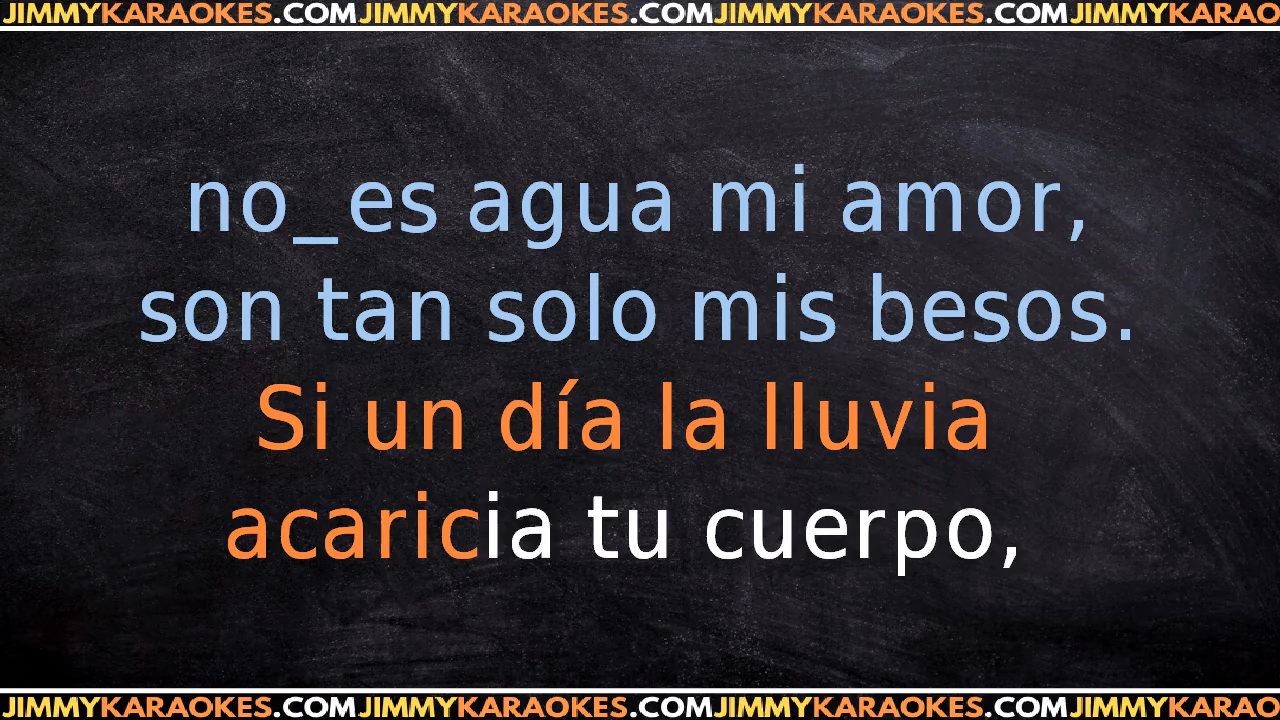 JIMMYKARAOKES.COMJIMMYKARAOKES.COMJIMMYKARAOKES.COMJIMMYKARAO
no_es agua mi amor,
son tan solo mis besos.
Si un día la lluvia
acaricia tu cuerpo,
JIMMYKARAOKES.COMJIMMYKARAOKES.COMJIMMYKARAOKES.COMJIMMYKARAO